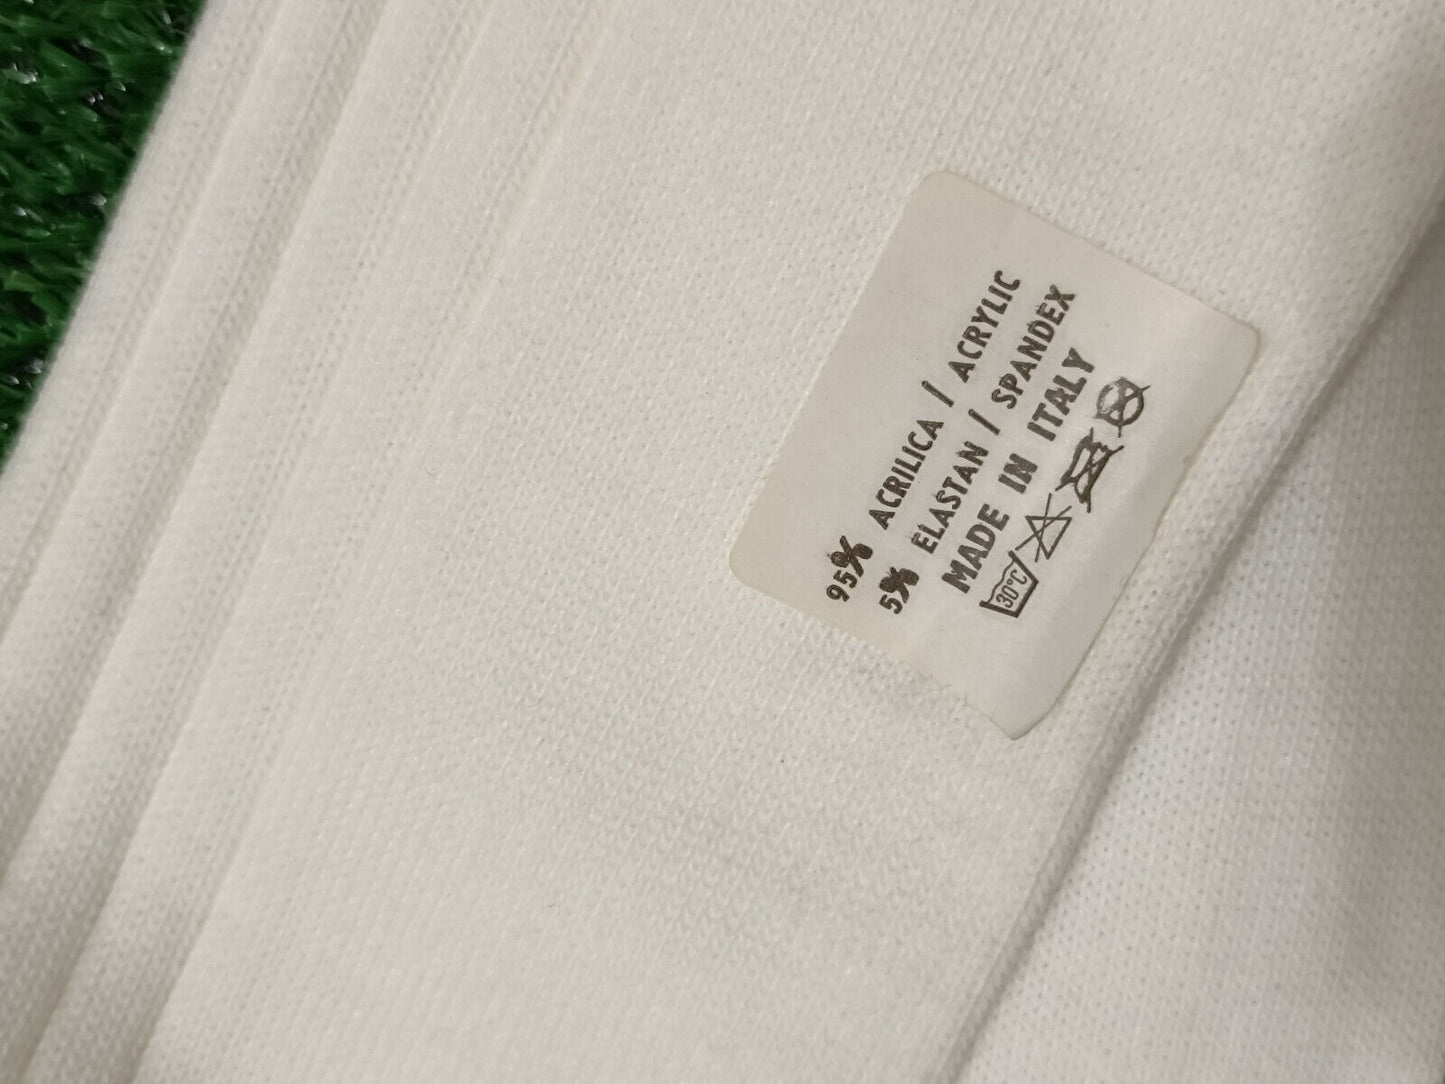 95% ACRILICA / ACRYLIC
5% ELASTAN / SPANDEX
MADE IN ITALY
30°C